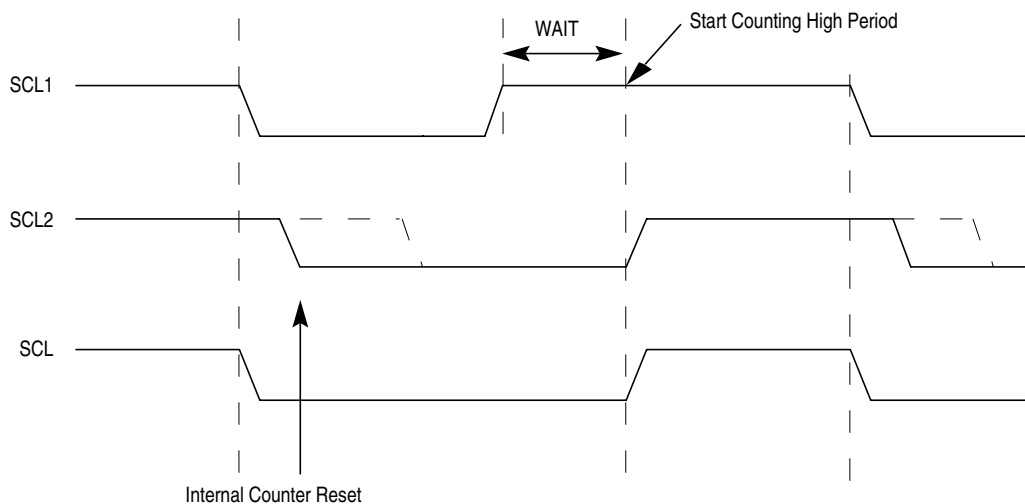 WAIT
Start Counting High Period
SCL1
SCL2
SCL
Internal Counter Reset